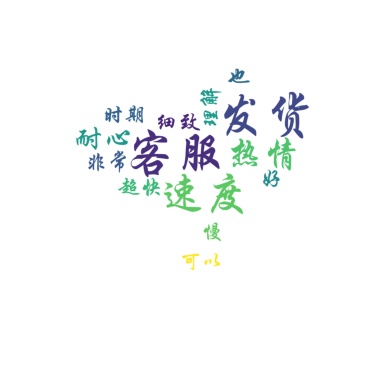 也
理解
发货
时期
细致
耐心
客服
热情
非常
好
超快
速度
慢
可以